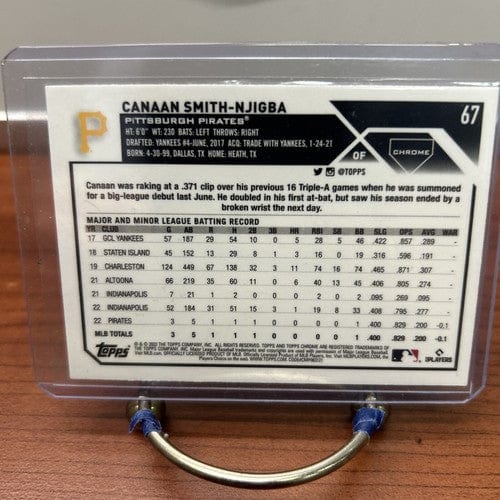 CANAAN SMITH-NJIGBA
67
P
PITTSBURGH PIRATES®
HT: 6'0" WT: 230 BATS: LEFT THROWS: RIGHT
DRAFTED: YANKEES #4-JUNE, 2017 ACQ: TRADE WITH YANKEES, 1-24-21
BORN: 4-30-99, DALLAS, TX HOME: HEATH, TX
OF
CHROME
@TOPPS
Canaan was raking at a .371 clip over his previous 16 Triple-A games when he was summoned
for a big-league debut last June. He doubled in his first at-bat, but saw his season ended by a
broken wrist the next day.
MAJOR AND MINOR LEAGUE BATTING RECORD
YR CLUB G AB R H 2B 3B HR RBI SB BB SLG OPS AVG WAR
17 GCL YANKEES 57 187 29 54 10 0 5 28 5 46 .422 .857 .289 -
18 STATEN ISLAND 45 152 13 29 8 1 3 16 0 19 .316 .596 .191 -
19 CHARLESTON 124 449 67 138 32 3 11 74 16 74 .465 .871 .307 -
21 ALTOONA 66 219 35 60 11 0 6 40 13 45 .406 .805 .274 -
21 INDIANAPOLIS 7 21 1 2 0 0 0 0 0 2 .095 .269 .095 -
22 INDIANAPOLIS 52 184 31 51 15 3 1 19 8 33 .408 .795 .277 -
22 PIRATES 3 5 1 1 1 0 0 0 0 1 .400 .829 .200 -0.1
MLB TOTALS 3 5 1 1 1 0 0 0 0 1 .400 .829 .200 -0.1
Topps
PLAYERS